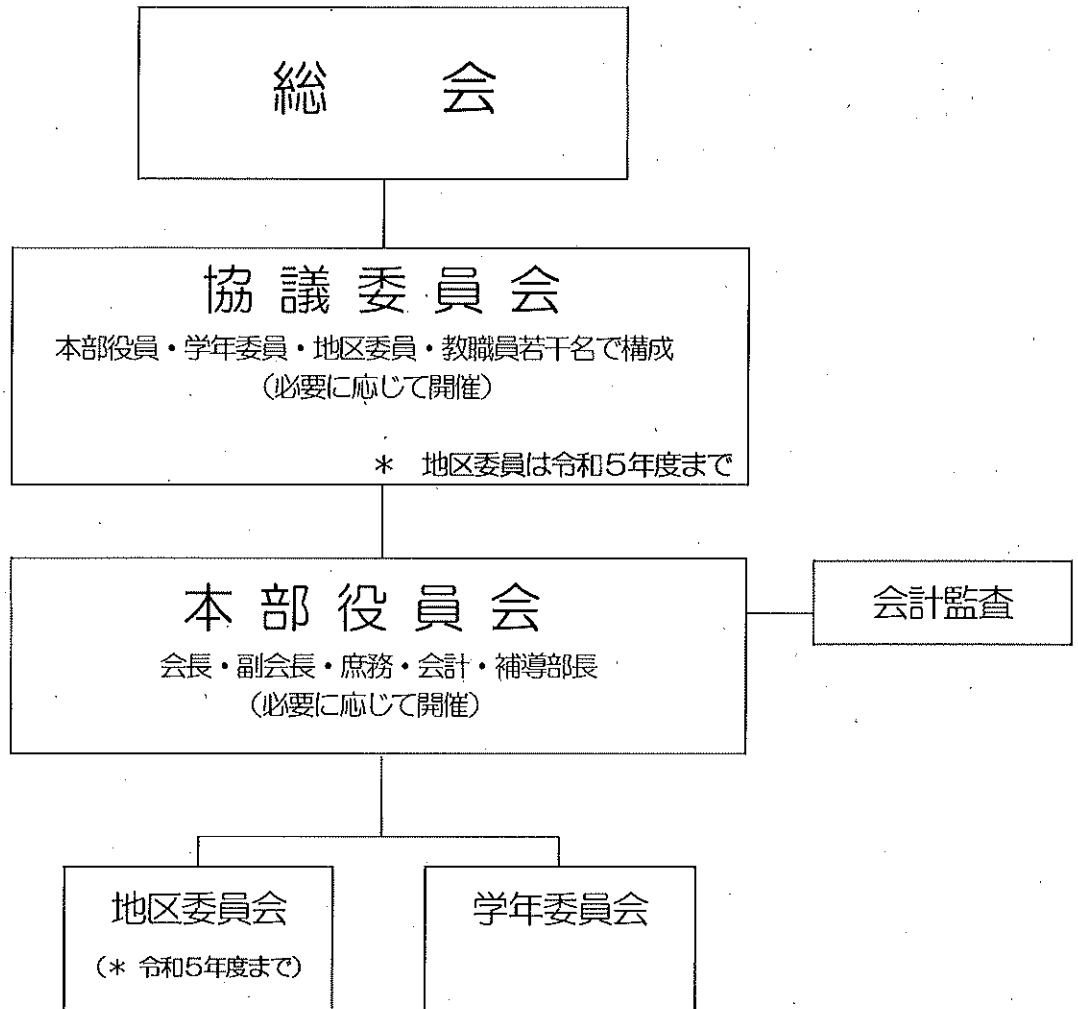 総　会
協議委員会
本部役員・学年委員・地区委員・教職員若干名で構成
（必要に応じて開催）
＊　地区委員は令和５年度まで
本部役員会
会長・副会長・庶務・会計・補導部長
（必要に応じて開催）
会計監査
地区委員会
（＊ 令和５年度まで）
学年委員会